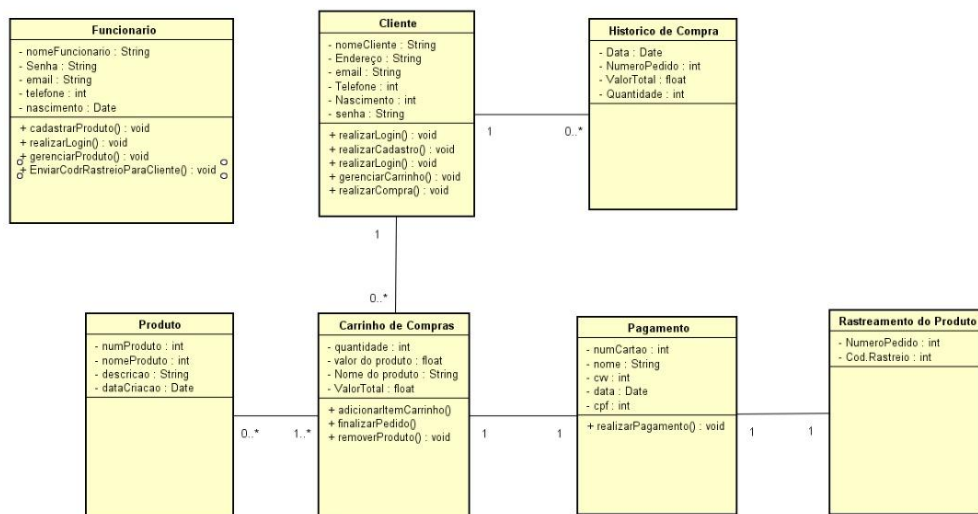 Funcionario
- nomeFuncionario : String
- Senha : String
- email : String
- telefone : int
- nascimento : Date
+ cadastrarProduto() : void
+ realizarLogin() : void
+ gerenciarProduto() : void
+ EnviarCodrRastreioParaCliente() : void
Cliente
- nomeCliente : String
- Endereço : String
- email : String
- Telefone : int
- Nascimento : int
- senha : String
+ realizarLogin() : void
+ realizarCadastro() : void
+ realizarLogin() : void
+ gerenciarCarrinho() : void
+ realizarCompra() : void
Historico de Compra
- Data : Date
- NumeroPedido : int
- ValorTotal : float
- Quantidade : int
1
0..*
1
0..*
Produto
- numProduto : int
- nomeProduto : int
- descricao : String
- dataCriacao : Date
0..*
1..*
Carrinho de Compras
- quantidade : int
- valor do produto : float
- Nome do produto : String
- ValorTotal : float
+ adicionarItemCarrinho()
+ finalizarPedido()
+ removerProduto() : void
1
1
Pagamento
- numCartao : int
- nome : String
- cvv : int
- data : Date
- cpf : int
+ realizarPagamento() : void
1
1
Rastreamento do Produto
- NumeroPedido : int
- Cod.Rastreio : int